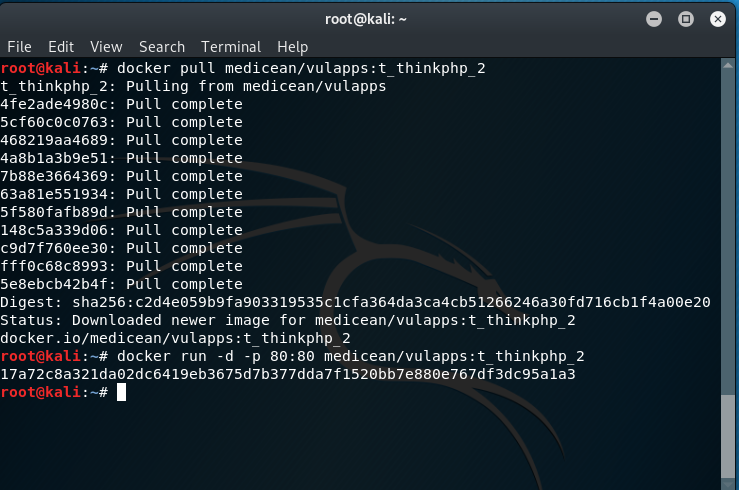 root@kali: ~
File Edit View Search Terminal Help
root@kali:~# docker pull medicean/vulapps:t_thinkphp_2
t_thinkphp_2: Pulling from medicean/vulapps
4fe2ade4980c: Pull complete
5cf60c0c0763: Pull complete
468219aa4689: Pull complete
4a8b1a3b9e51: Pull complete
7b88e3664369: Pull complete
63a81e551934: Pull complete
5f580fafb89d: Pull complete
148c5a339d06: Pull complete
c9d7f760ee30: Pull complete
fff0c68c8993: Pull complete
5e8ebcb42b4f: Pull complete
Digest: sha256:c2d4e059b9fa903319535c1cfa364da3ca4cb51266246a30fd716cb1f4a00e20
Status: Downloaded newer image for medicean/vulapps:t_thinkphp_2
docker.io/medicean/vulapps:t_thinkphp_2
root@kali:~# docker run -d -p 80:80 medicean/vulapps:t_thinkphp_2
17a72c8a321da02dc6419eb3675d7b377dda7f1520bb7e880e767df3dc95a1a3
root@kali:~#